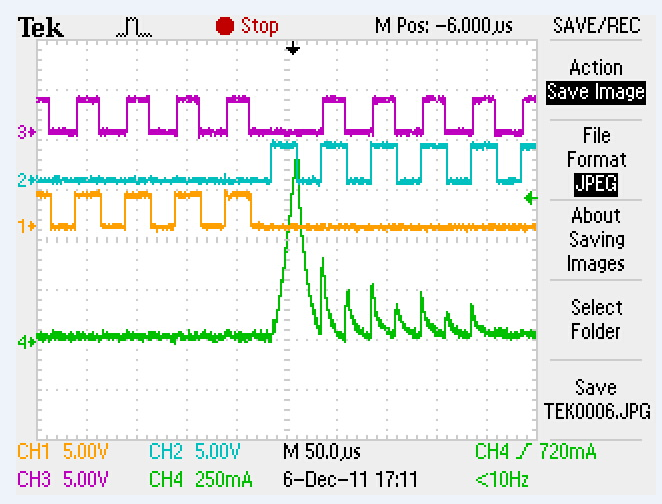 Tek Stop M Pos: -6.000µs SAVE/REC
Action
Save Image
File
Format
JPEG
About
Saving
Images
Select
Folder
Save
TEK0006.JPG
3
2
1
4
CH1 5.00V CH2 5.00V M 50.0µs CH4 720mA
CH3 5.00V CH4 250mA 6-Dec-11 17:11 <10Hz